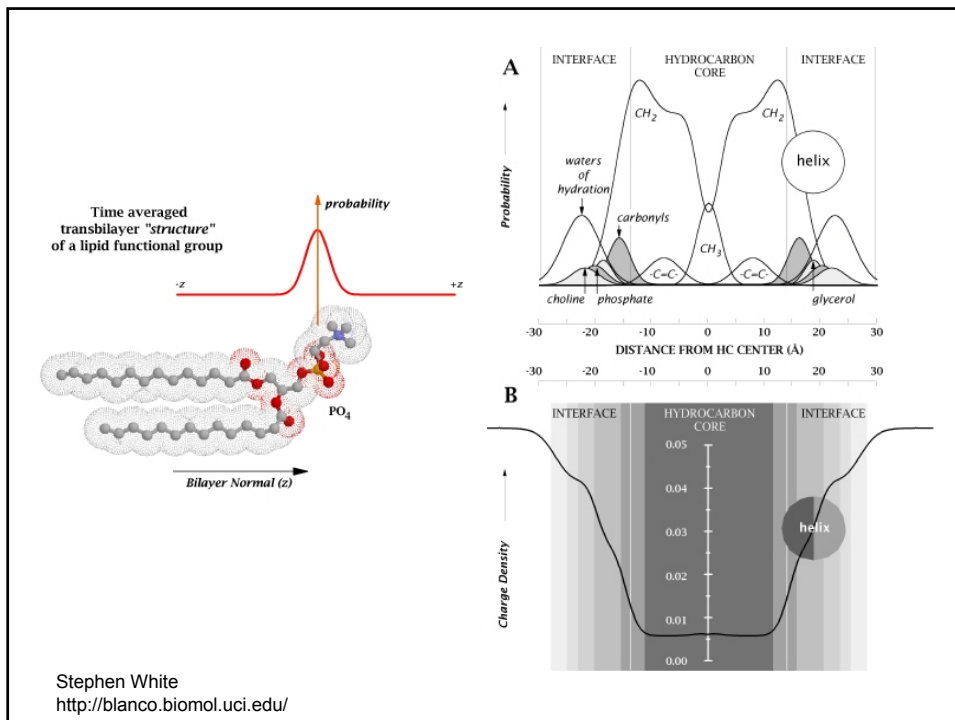 Time averaged
transbilayer "structure"
of a lipid functional group
probability
-z
+z
PO4
Bilayer Normal (z)
A
INTERFACE
HYDROCARBON
CORE
INTERFACE
Probability
CH2
CH2
waters
of
hydration
carbonyls
helix
CH3
-C=C-
-C=C-
choline
phosphate
glycerol
-30 -20 -10 0 10 20 30
DISTANCE FROM HC CENTER (Å)
-30 -20 -10 0 10 20 30
B
INTERFACE
HYDROCARBON
CORE
INTERFACE
Charge Density
0.05
0.04
0.03
0.02
0.01
0.00
helix
Stephen White
http://blanco.biomol.uci.edu/